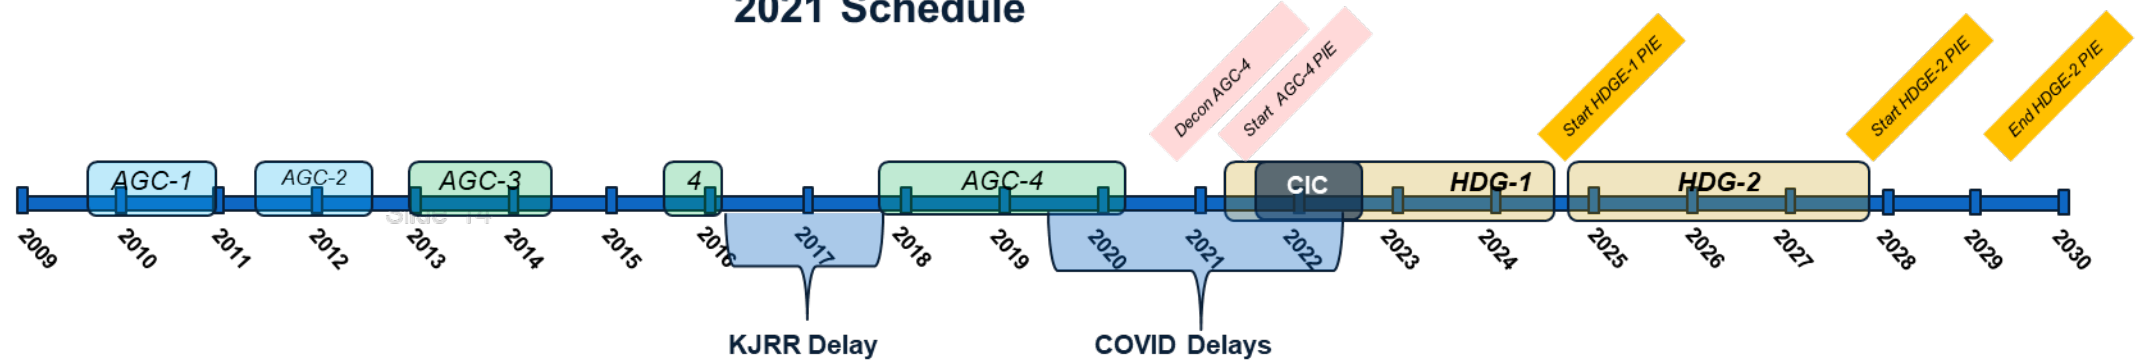 2021 Schedule
Decon AGC-4
Start AGC-4 PIE
Start HDGE-1 PIE
Start HDGE-2 PIE
End HDGE-2 PIE
AGC-1
AGC-2
AGC-3
4
AGC-4
CIC
HDG-1
HDG-2
Slide 14
2009
2010
2011
2012
2013
2014
2015
2016
2017
2018
2019
2020
2021
2022
2023
2024
2025
2026
2027
2028
2029
2030
KJRR Delay
COVID Delays